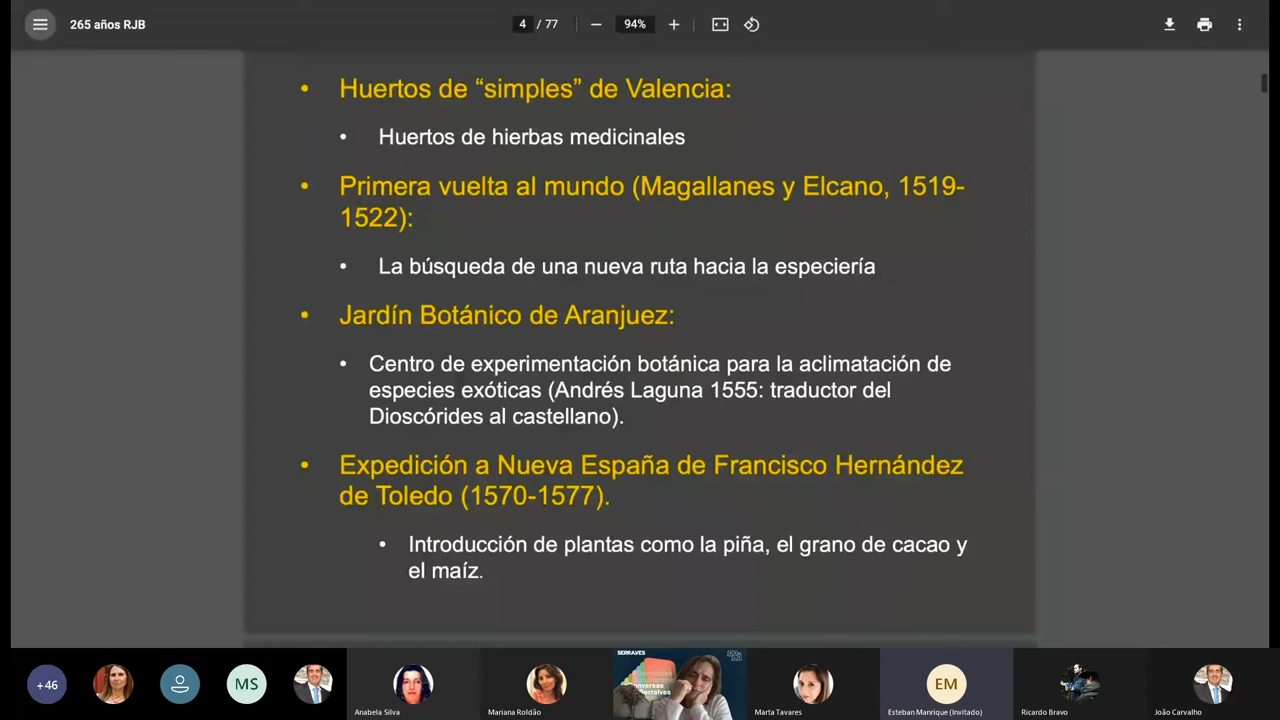 265 años RJB
4 / 77
94%
• Huertos de “simples” de Valencia:
• Huertos de hierbas medicinales
• Primera vuelta al mundo (Magallanes y Elcano, 1519-
1522):
• La búsqueda de una nueva ruta hacia la especiería
• Jardín Botánico de Aranjuez:
• Centro de experimentación botánica para la aclimatación de
especies exóticas (Andrés Laguna 1555: traductor del
Dioscórides al castellano).
• Expedición a Nueva España de Francisco Hernández
de Toledo (1570-1577).
• Introducción de plantas como la piña, el grano de cacao y
el maíz.
+46
MS
SERRALVES
EM
Anabela Silva
Mariana Roldão
Marta Tavares
Esteban Manrique (Invitado)
Ricardo Bravo
João Carvalho